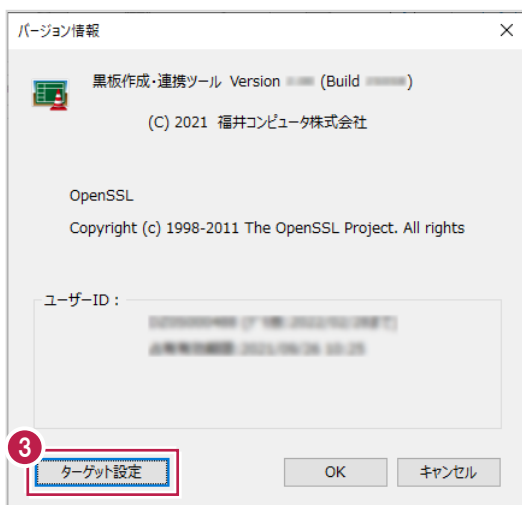 バージョン情報
黒板作成・連携ツール Version (Build )
(C) 2021 福井コンピュータ株式会社
OpenSSL
Copyright (c) 1998-2011 The OpenSSL Project. All rights
ユーザーID：
3
ターゲット設定
OK
キャンセル